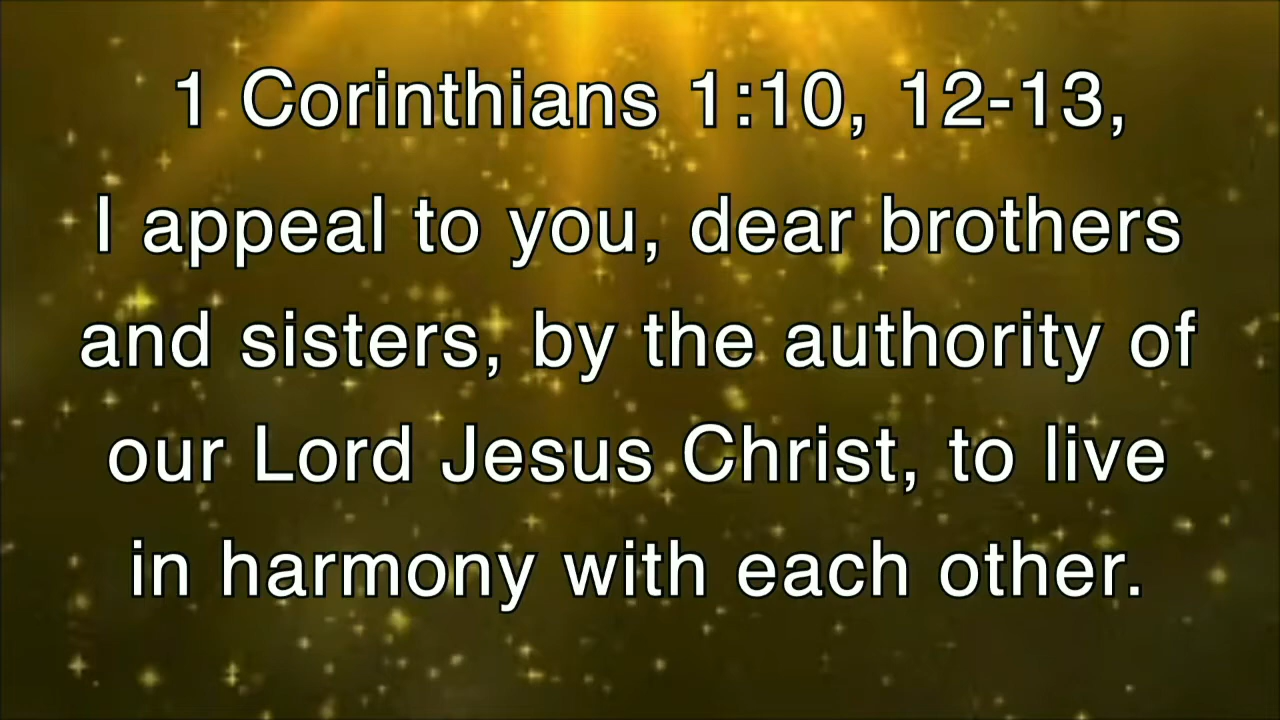 1 Corinthians 1:10, 12-13,
I appeal to you, dear brothers
and sisters, by the authority of
our Lord Jesus Christ, to live
in harmony with each other.